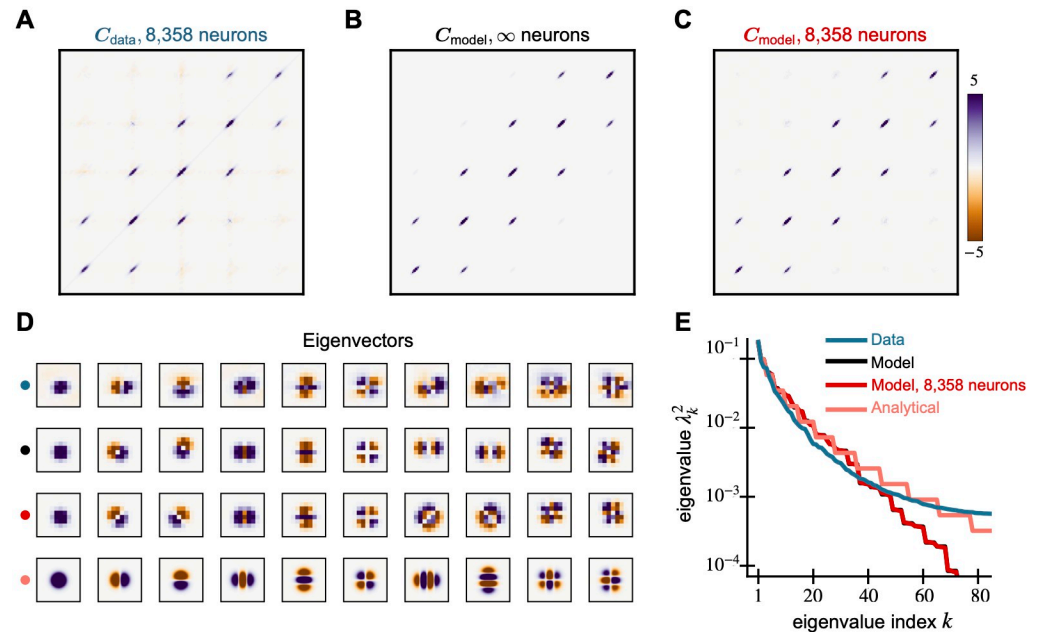 A
B
C
C_data, 8,358 neurons
C_model, ∞ neurons
C_model, 8,358 neurons
5
−5
D
E
Eigenvectors
Data
Model
Model, 8,358 neurons
Analytical
eigenvalue λ_k^2
10^−1
10^−2
10^−3
10^−4
1 20 40 60 80
eigenvalue index k